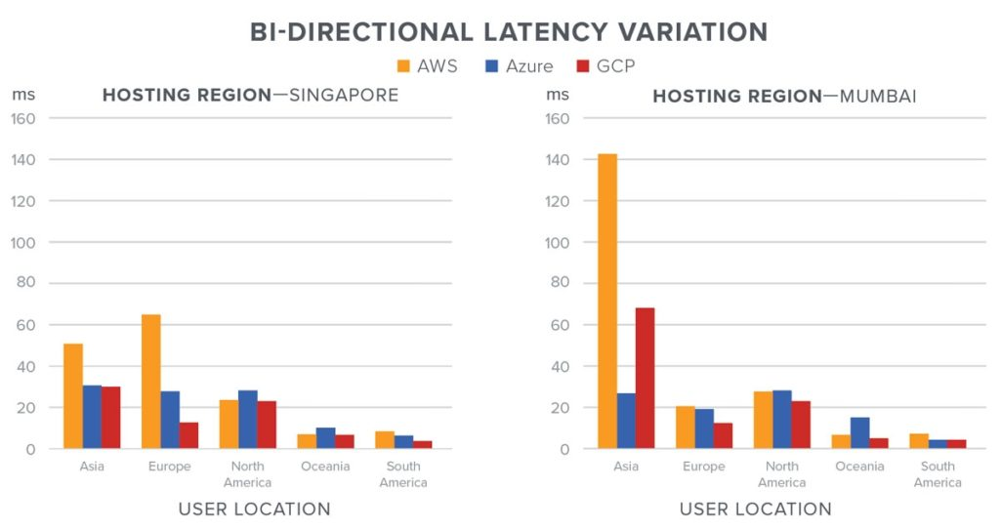 BI-DIRECTIONAL LATENCY VARIATION
AWS Azure GCP
ms HOSTING REGION—SINGAPORE
160
140
120
100
80
60
40
20
0
Asia Europe North America Oceania South America
USER LOCATION
ms HOSTING REGION—MUMBAI
160
140
120
100
80
60
40
20
0
Asia Europe North America Oceania South America
USER LOCATION